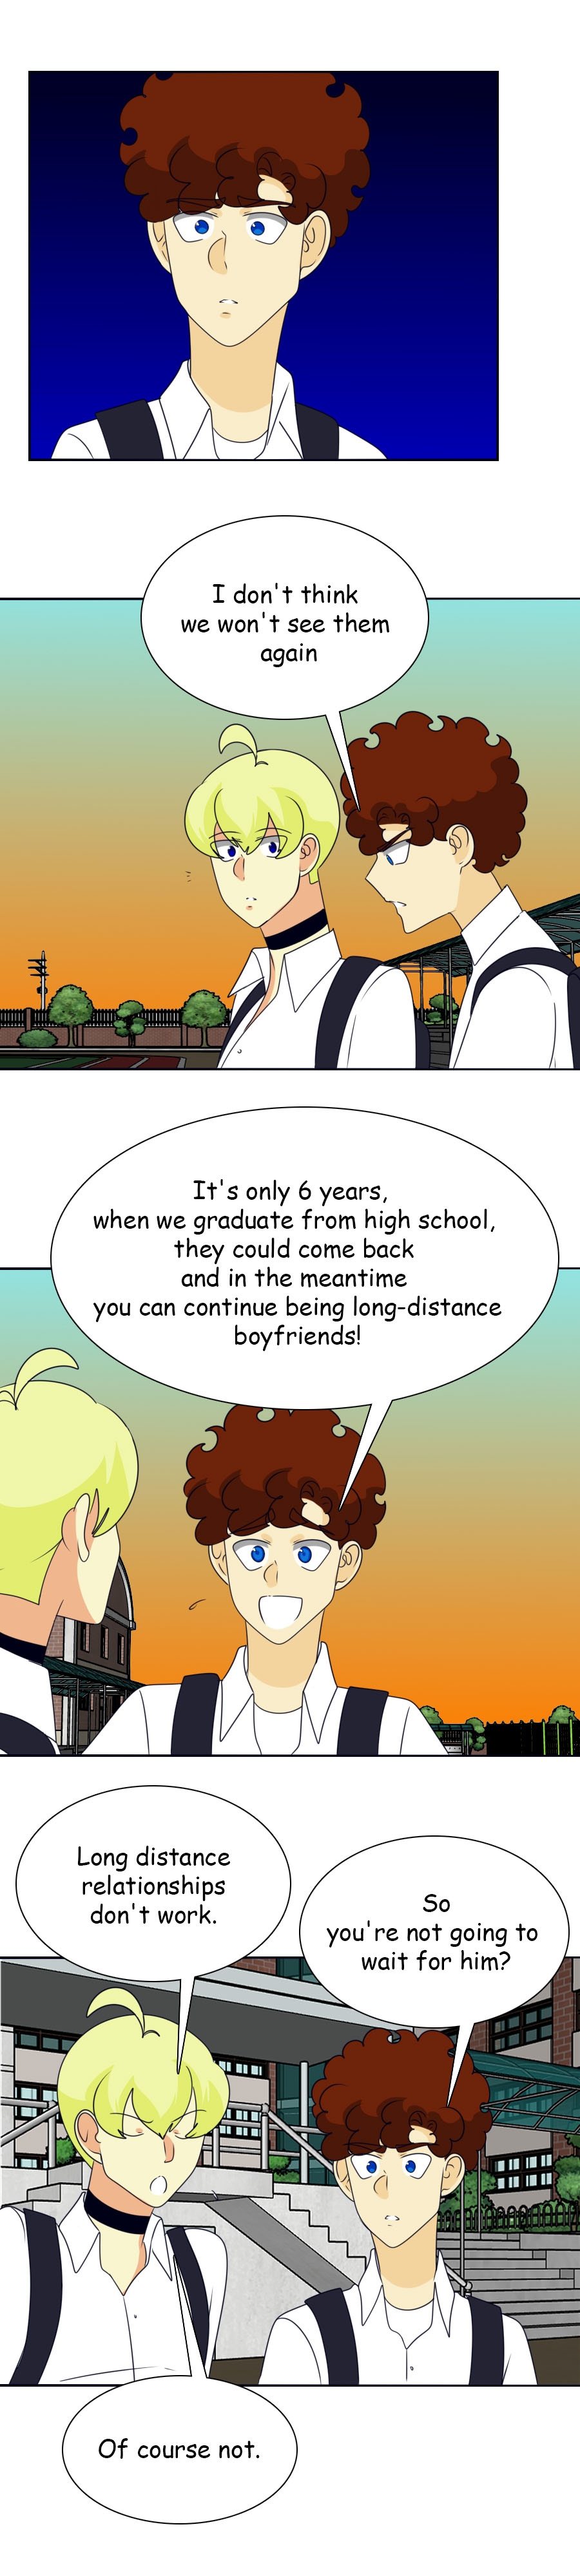 I don't think
we won't see them
again
It's only 6 years,
when we graduate from high school,
they could come back
and in the meantime
you can continue being long-distance
boyfriends!
Long distance
relationships
don't work.
So
you're not going to
wait for him?
Of course not.